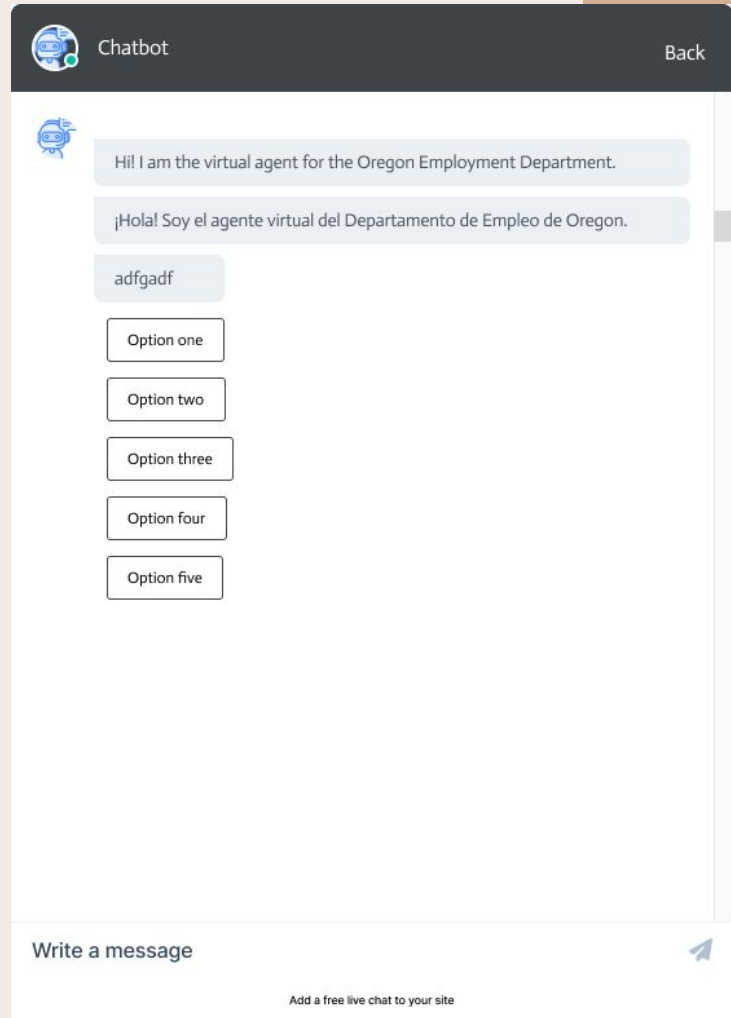 Chatbot
Back
Hi! I am the virtual agent for the Oregon Employment Department.
¡Hola! Soy el agente virtual del Departamento de Empleo de Oregon.
adfgadf
Option one
Option two
Option three
Option four
Option five
Write a message
Add a free live chat to your site